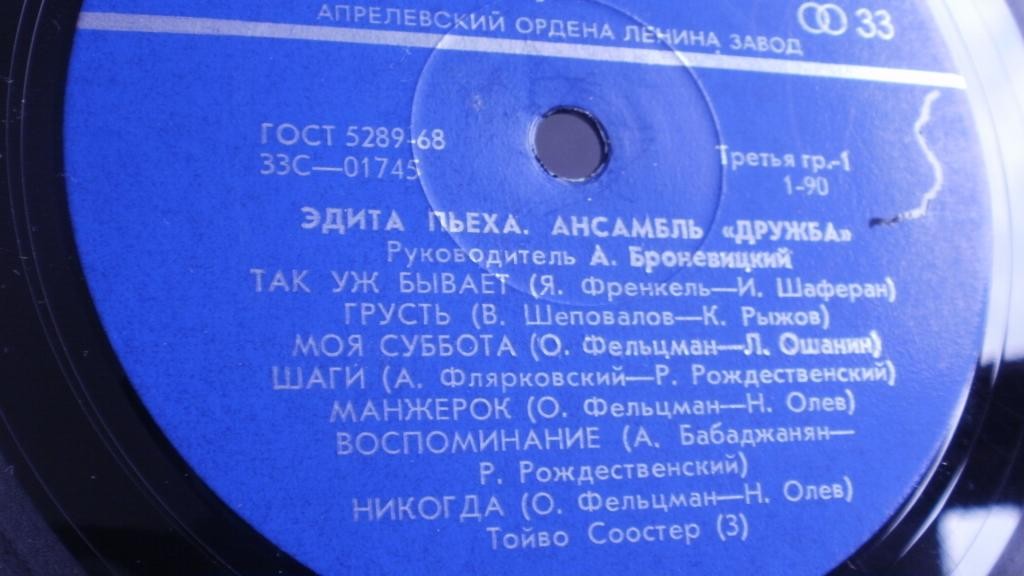 АПРЕЛЕВСКИЙ ОРДЕНА ЛЕНИНА ЗАВОД
33
ГОСТ 5289-68
33С—01745
Третья гр.-1
1-90
ЭДИТА ПЬЕХА. АНСАМБЛЬ «ДРУЖБА»
Руководитель А. Броневицкий
ТАК УЖ БЫВАЕТ (Я. Френкель—И. Шаферан)
ГРУСТЬ (В. Шеповалов—К. Рыжов)
МОЯ СУББОТА (О. Фельцман—Л. Ошанин)
ШАГИ (А. Флярковский—Р. Рождественский)
МАНЖЕРОК (О. Фельцман—Н. Олев)
ВОСПОМИНАНИЕ (А. Бабаджанян—
Р. Рождественский)
НИКОГДА (О. Фельцман—Н. Олев)
Тойво Соостер (3)